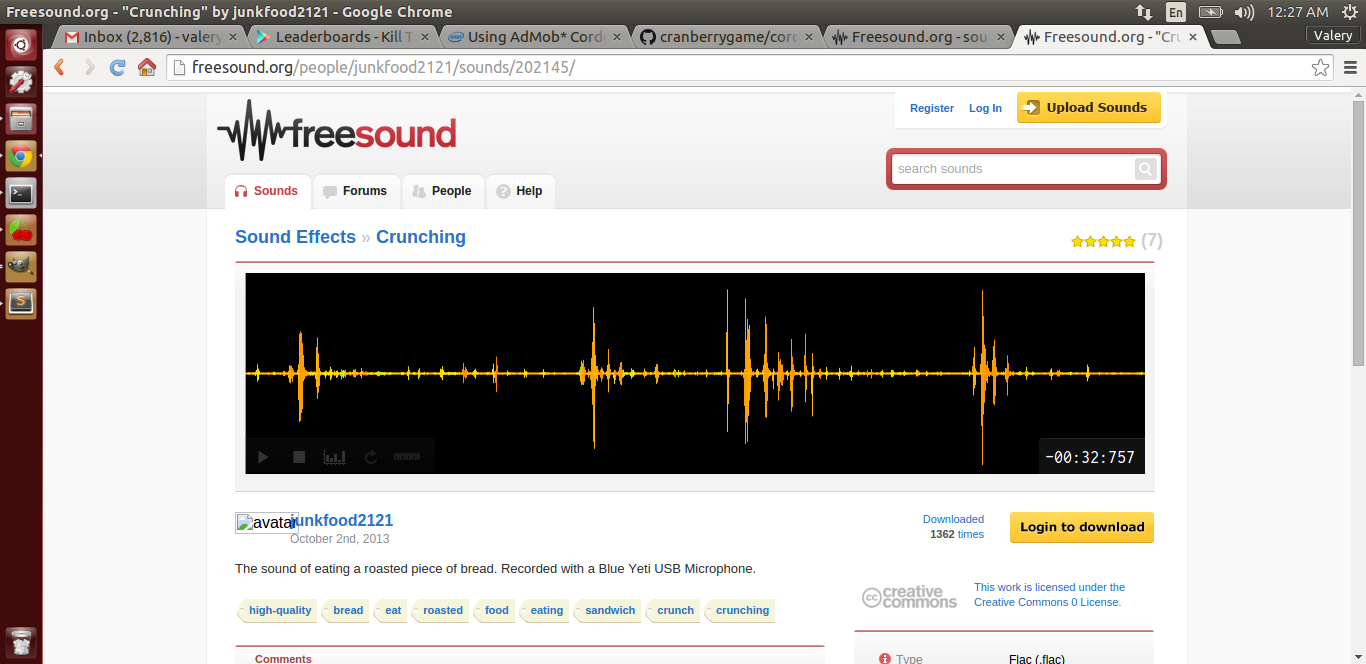 Freesound.org - "Crunching" by junkfood2121 - Google Chrome
En
12:27 AM
Inbox (2,816) - valery
Leaderboards - Kill T
Using AdMob* Cord
cranberrygame/cord
Freesound.org - sou
Freesound.org - "Cru
Valery
freesound.org/people/junkfood2121/sounds/202145/
Register
Log In
Upload Sounds
freesound
search sounds
Sounds
Forums
People
Help
Sound Effects » Crunching
(7)
-00:32:757
avatar
junkfood2121
October 2nd, 2013
Downloaded
1362 times
Login to download
The sound of eating a roasted piece of bread. Recorded with a Blue Yeti USB Microphone.
cc creative commons
This work is licensed under the
Creative Commons 0 License.
high-quality
bread
eat
roasted
food
eating
sandwich
crunch
crunching
Comments
Type
Flac (.flac)